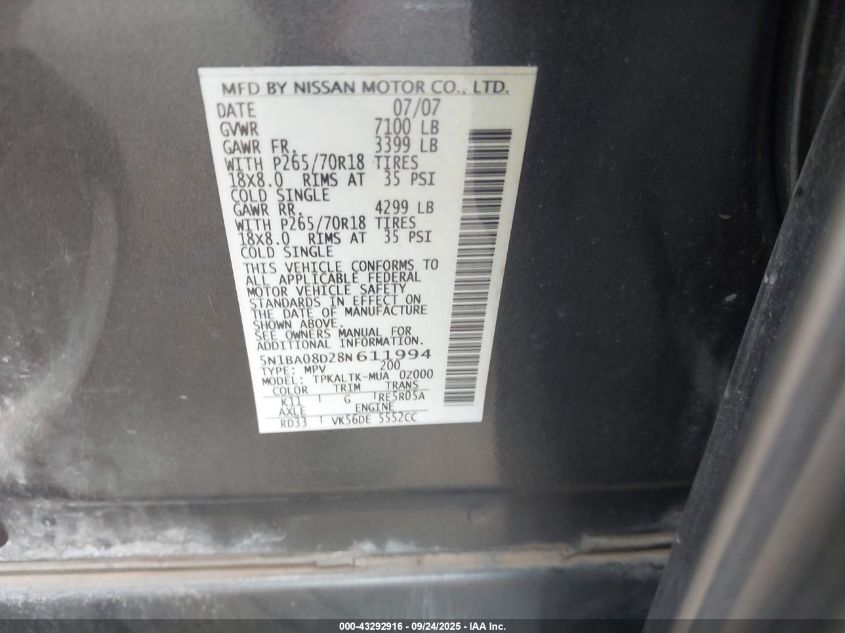 MFD BY NISSAN MOTOR CO., LTD.
DATE 07/07
GVWR 7100 LB
GAWR FR. 3399 LB
WITH P265/70R18 TIRES
18X8.0 RIMS AT 35 PSI
COLD SINGLE
GAWR RR. 4299 LB
WITH P265/70R18 TIRES
18X8.0 RIMS AT 35 PSI
COLD SINGLE
THIS VEHICLE CONFORMS TO
ALL APPLICABLE FEDERAL
MOTOR VEHICLE SAFETY
STANDARDS IN EFFECT ON
THE DATE OF MANUFACTURE
SHOWN ABOVE.
SEE OWNERS MANUAL FOR
ADDITIONAL INFORMATION.
5N1BA08D28N611994
TYPE: MPV 200
MODEL: TPKALTK-MUA 0Z000
COLOR TRIM TRANS
K11 G RE5R05A
AXLE ENGINE
RD33 VK56DE 5552CC
000-43292916 - 09/24/2025 - IAA Inc.